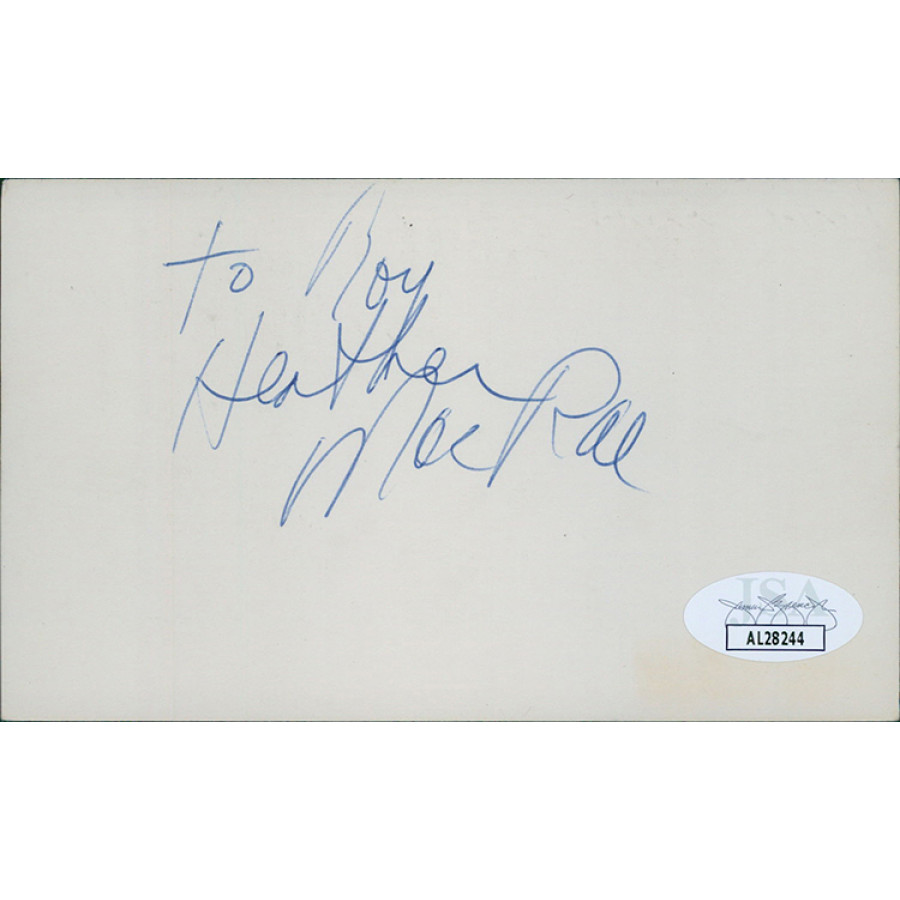 To Roy
Heather
MacRae
JSA
AL28244